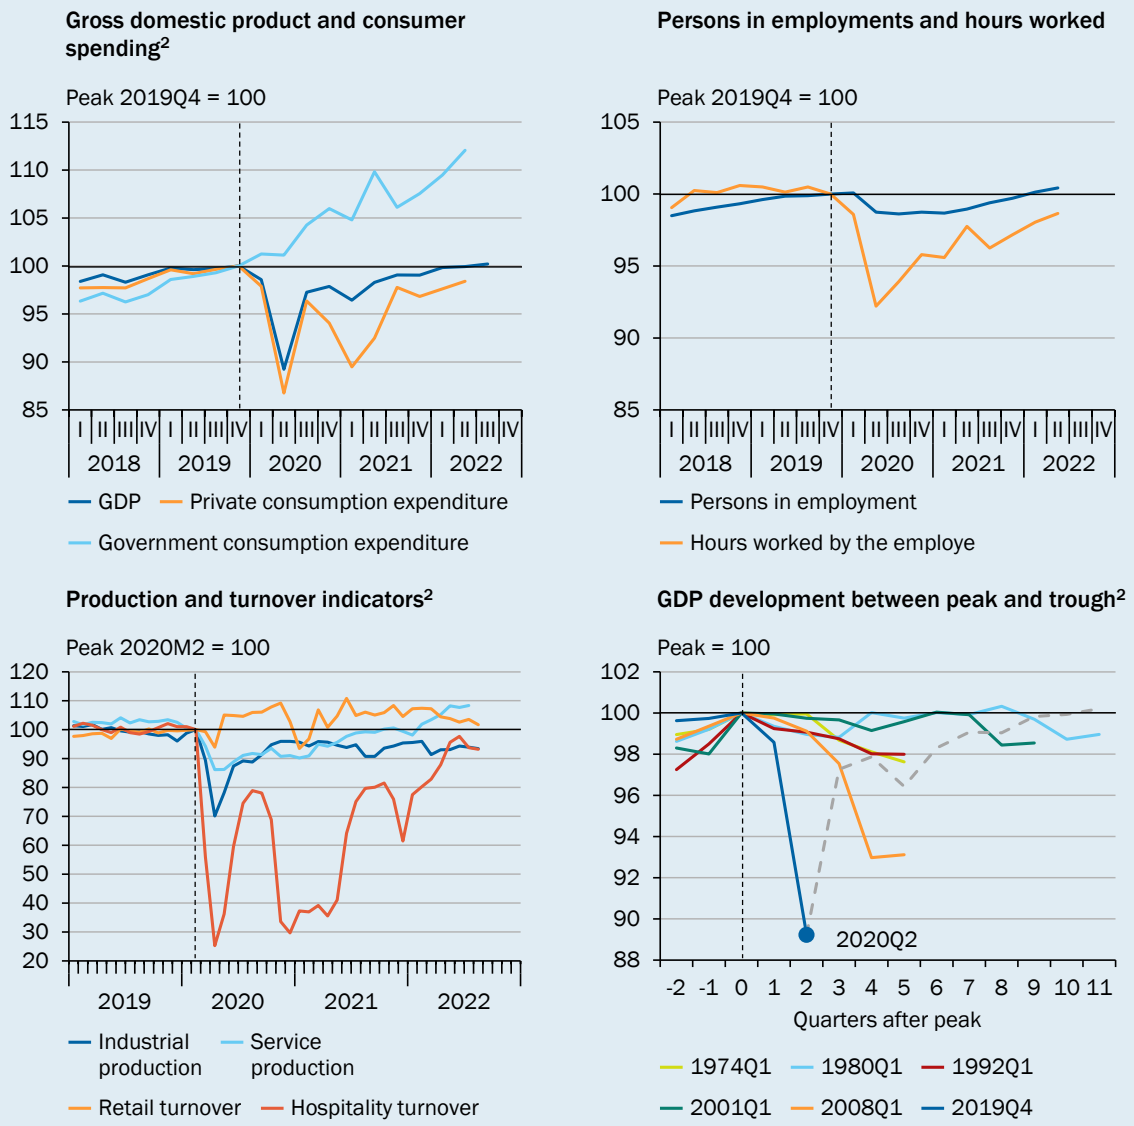 Gross domestic product and consumer
spending2
Peak 2019Q4 = 100
115
110
105
100
95
90
85
I II III IV I II III IV I II III IV I II III IV I II III IV
2018 2019 2020 2021 2022
GDP Private consumption expenditure
Government consumption expenditure
Persons in employments and hours worked
Peak 2019Q4 = 100
105
100
95
90
85
I II III IV I II III IV I II III IV I II III IV I II III IV
2018 2019 2020 2021 2022
Persons in employment
Hours worked by the employe
Production and turnover indicators2
Peak 2020M2 = 100
120
110
100
90
80
70
60
50
40
30
20
2019 2020 2021 2022
Industrial production
Service production
Retail turnover Hospitality turnover
GDP development between peak and trough2
Peak = 100
102
100
98
96
94
92
90
88
2020Q2
-2 -1 0 1 2 3 4 5 6 7 8 9 10 11
Quarters after peak
1974Q1 1980Q1 1992Q1
2001Q1 2008Q1 2019Q4